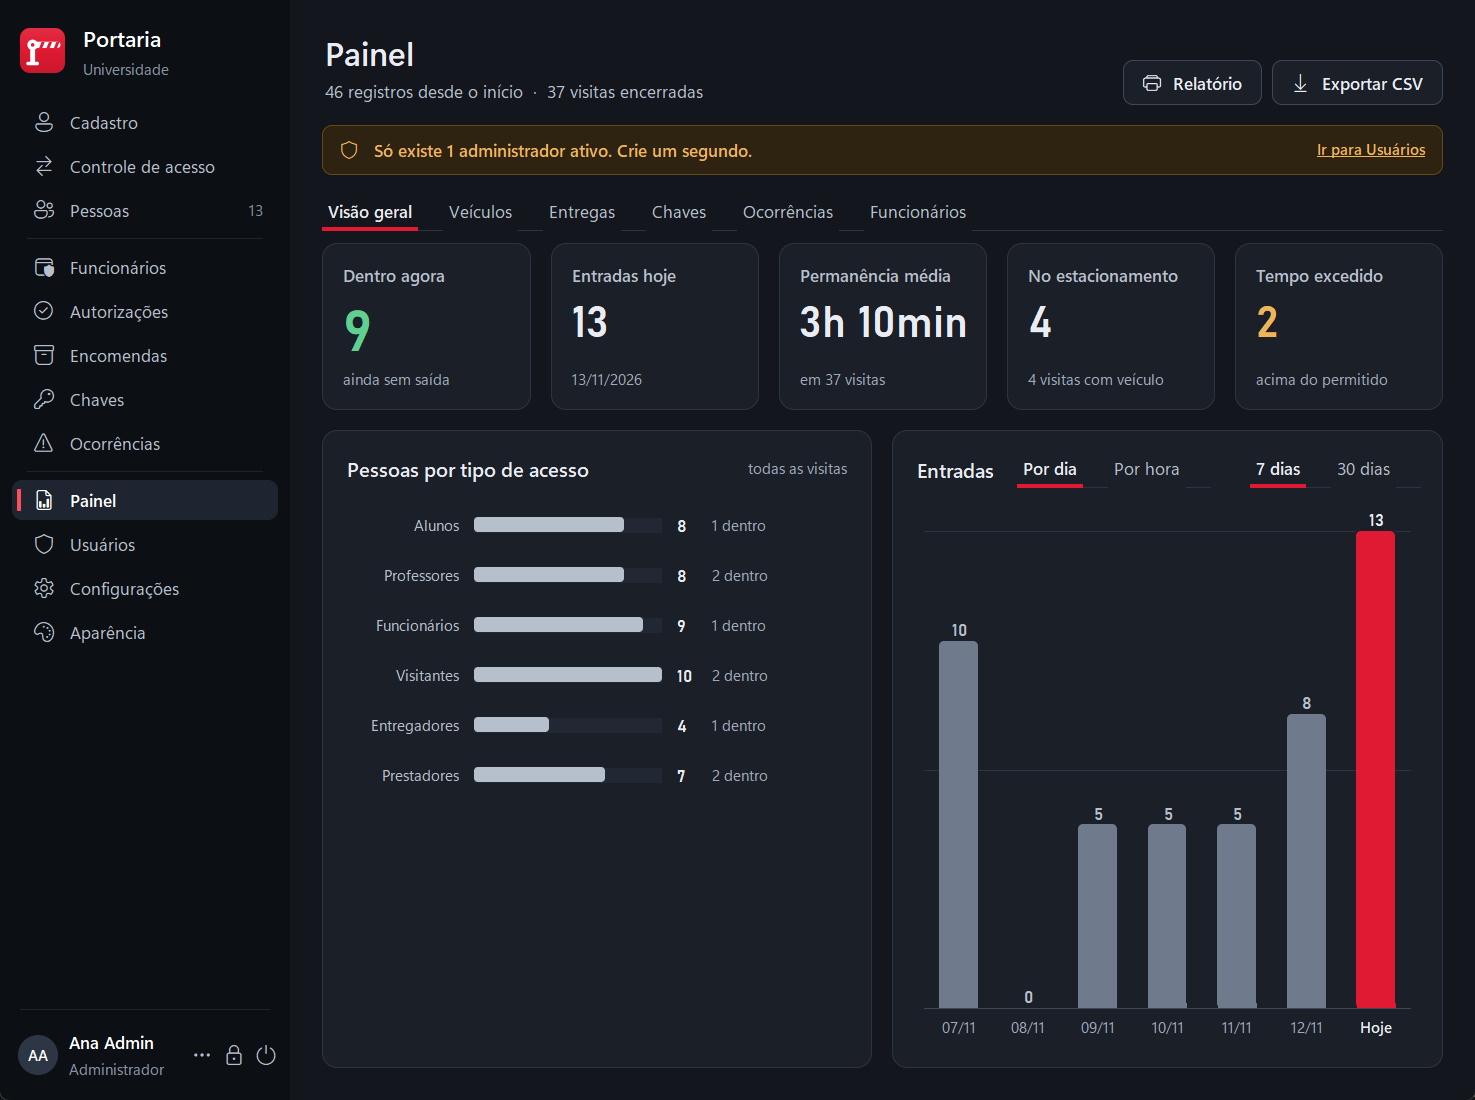 Portaria
Universidade
Cadastro
Controle de acesso
Pessoas 13
Funcionários
Autorizações
Encomendas
Chaves
Ocorrências
Painel
Usuários
Configurações
Aparência
AA
Ana Admin
Administrador
Painel
46 registros desde o início · 37 visitas encerradas
Relatório
Exportar CSV
Só existe 1 administrador ativo. Crie um segundo.
Ir para Usuários
Visão geral Veículos Entregas Chaves Ocorrências Funcionários
Dentro agora
9
ainda sem saída
Entradas hoje
13
13/11/2026
Permanência média
3h 10min
em 37 visitas
No estacionamento
4
4 visitas com veículo
Tempo excedido
2
acima do permitido
Pessoas por tipo de acesso todas as visitas
Alunos 8 1 dentro
Professores 8 2 dentro
Funcionários 9 1 dentro
Visitantes 10 2 dentro
Entregadores 4 1 dentro
Prestadores 7 2 dentro
Entradas Por dia Por hora 7 dias 30 dias
10 0 5 5 5 8 13
07/11 08/11 09/11 10/11 11/11 12/11 Hoje